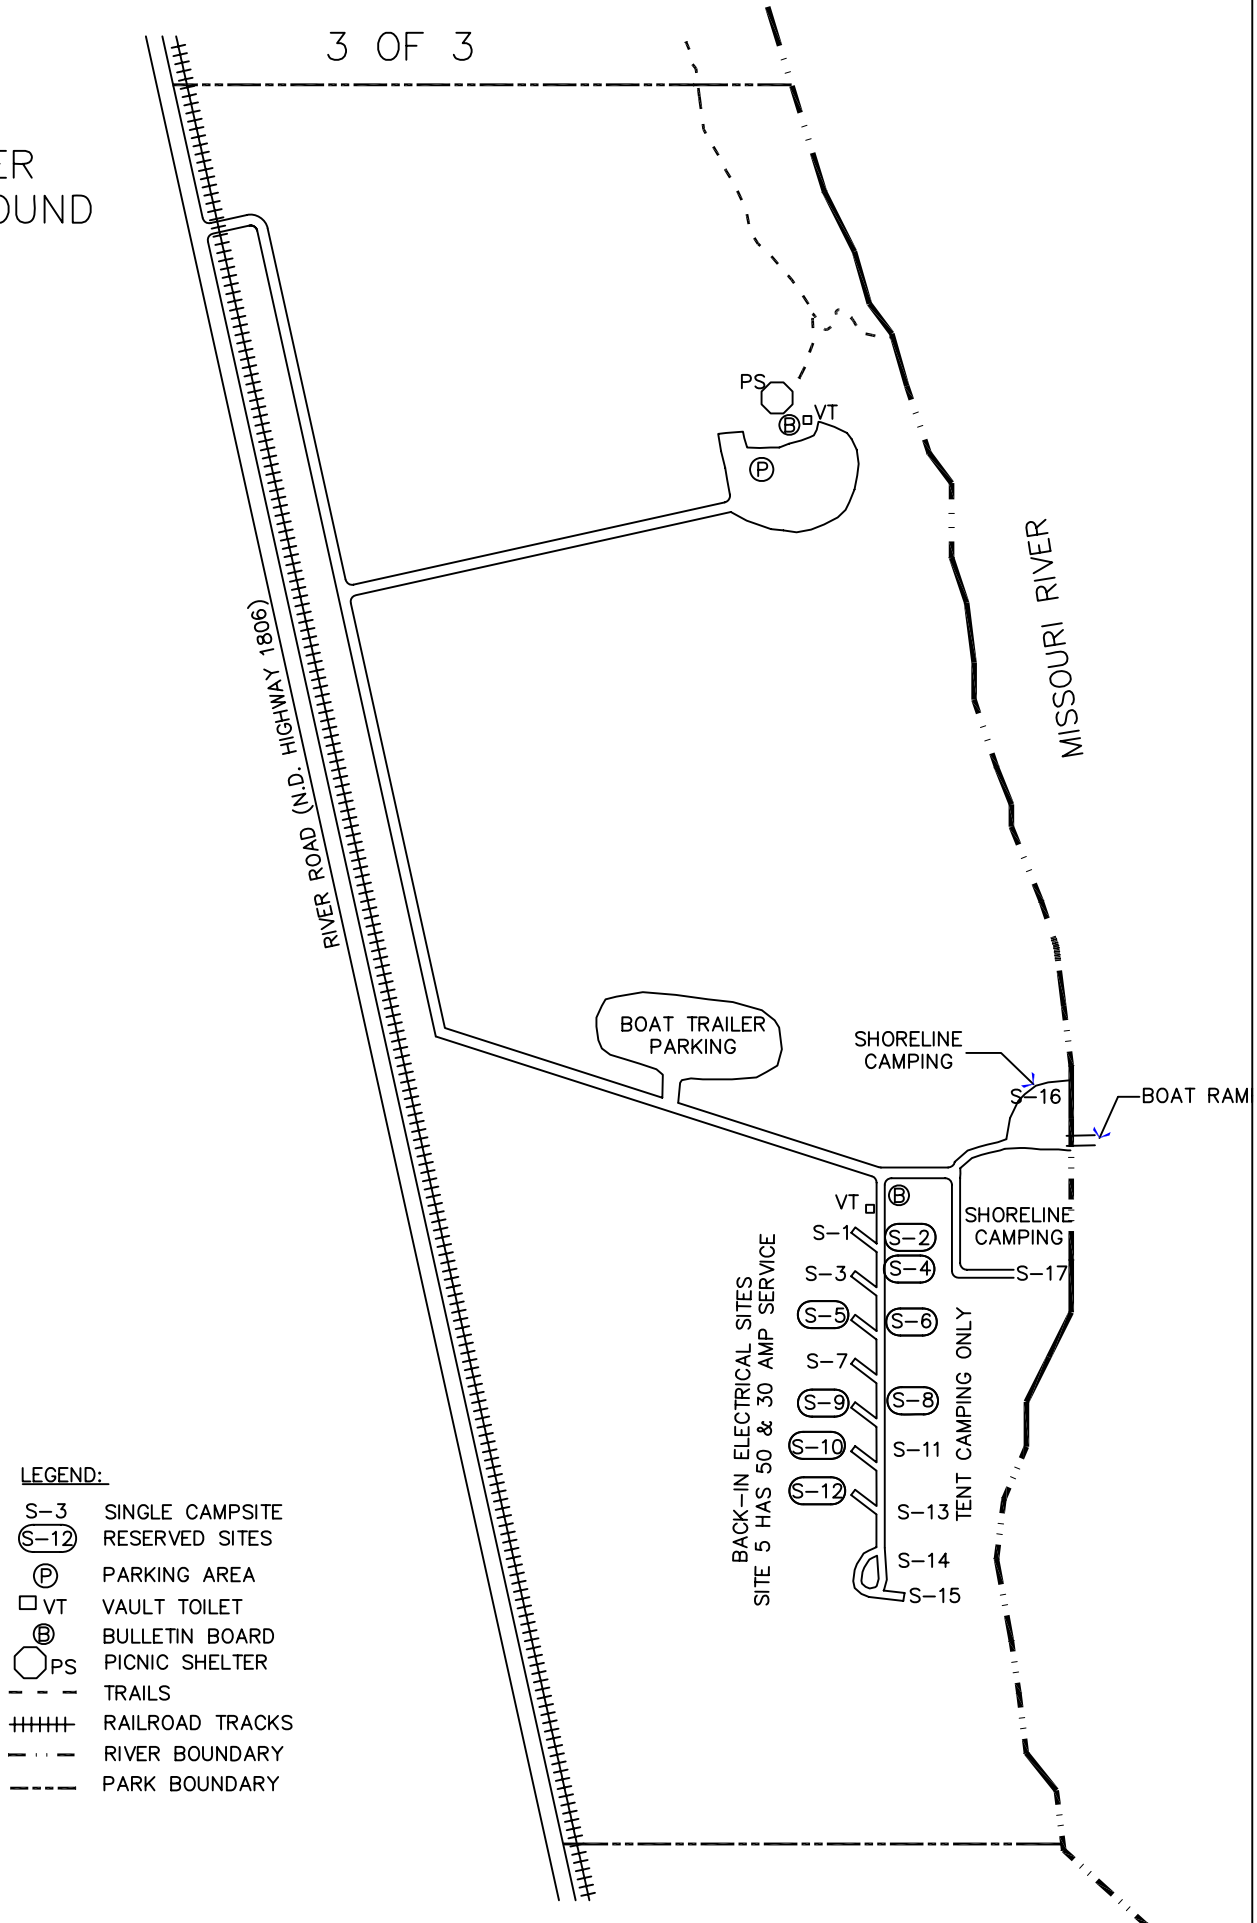 3 OF 3
ER
OUND
PS
VT
B
P
MISSOURI RIVER
RIVER ROAD (N.D. HIGHWAY 1806)
BOAT TRAILER
PARKING
SHORELINE
CAMPING
S-16
BOAT RAM
VT
B
S-1
S-2
SHORELINE
CAMPING
S-3
S-4
S-17
S-5
S-6
S-7
S-9
S-8
S-10
S-11
S-12
S-13
S-14
S-15
BACK-IN ELECTRICAL SITES
SITE 5 HAS 50 & 30 AMP SERVICE
TENT CAMPING ONLY
LEGEND:
S-3 SINGLE CAMPSITE
S-12 RESERVED SITES
P PARKING AREA
VT VAULT TOILET
B BULLETIN BOARD
PS PICNIC SHELTER
TRAILS
RAILROAD TRACKS
RIVER BOUNDARY
PARK BOUNDARY